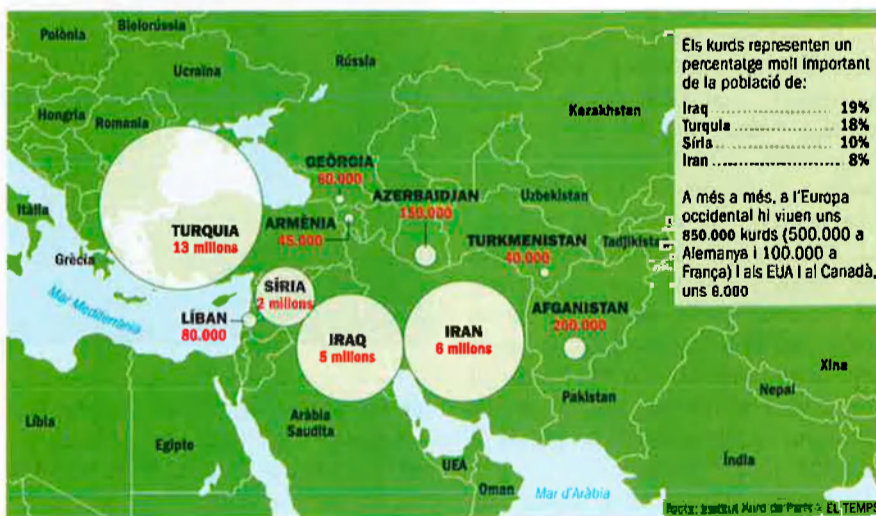 Polònia
Bielorússia
Ucraïna
Rússia
Hongria
Romania
Kazakhstan
Itàlia
GEÒRGIA
60.000
AZERBAIDJAN
150.000
Uzbekistan
TURQUIA
13 milions
ARMÈNIA
45.000
TURKMENISTAN
40.000
Tadjikistan
Grècia
Mar Mediterrània
SÍRIA
2 milions
LÍBAN
80.000
IRAQ
5 milions
IRAN
6 milions
AFGANISTAN
200.000
Xina
Pakistan
Nepal
Líbia
Egipte
Aràbia
Saudita
UEA
Oman
Mar d'Aràbia
Índia
Els kurds representen un
percentatge molt important
de la població de:
Iraq ........................ 19%
Turquia .................... 18%
Síria ........................ 10%
Iran ........................ 8%
A més a més, a l'Europa
occidental hi viuen uns
850.000 kurds (500.000 a
Alemanya i 100.000 a
França) i als EUA i al Canadà,
uns 6.000
Institut Kurd de París EL TEMPS